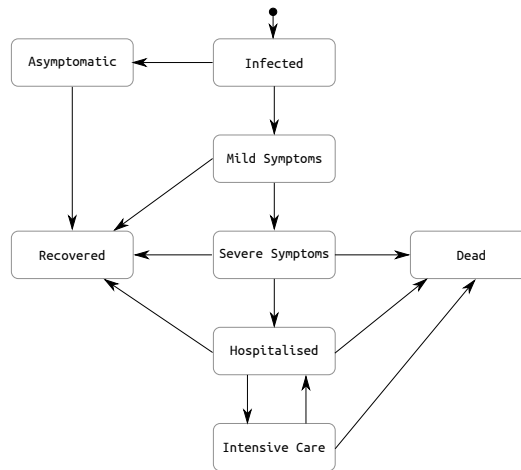 Asymptomatic
Infected
Mild Symptoms
Recovered
Severe Symptoms
Dead
Hospitalised
Intensive Care